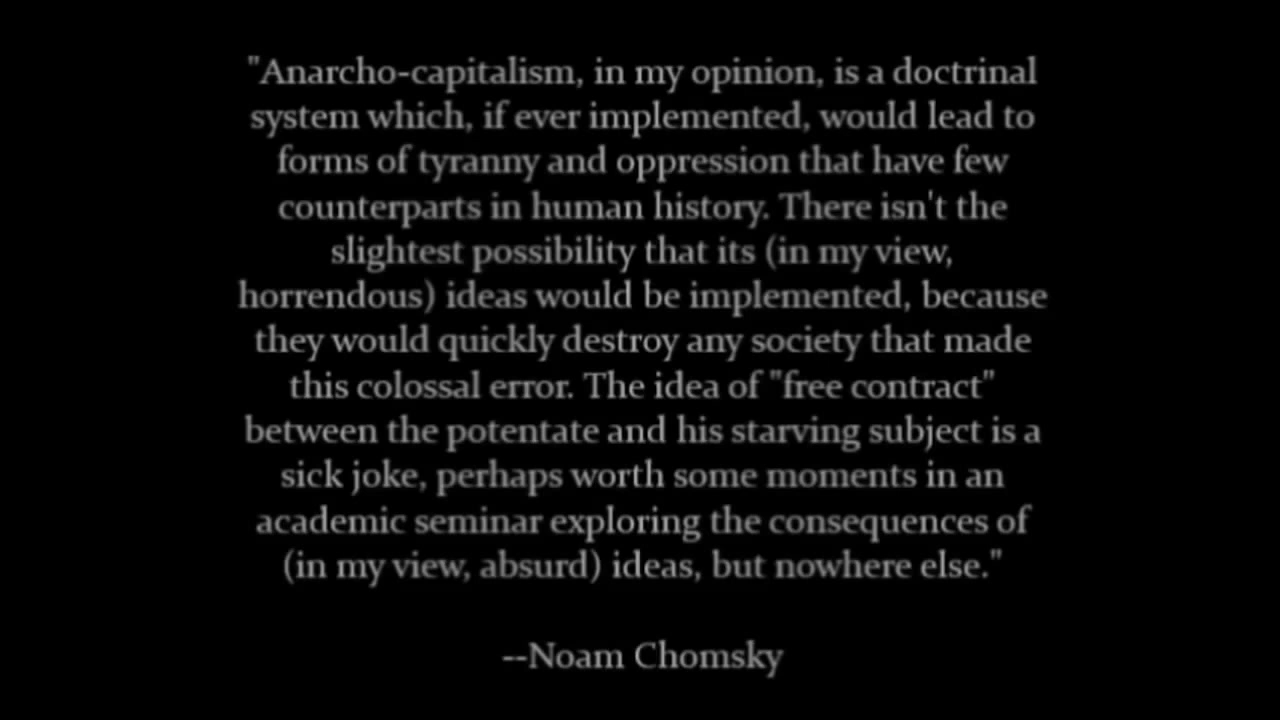 "Anarcho-capitalism, in my opinion, is a doctrinal
system which, if ever implemented, would lead to
forms of tyranny and oppression that have few
counterparts in human history. There isn't the
slightest possibility that its (in my view,
horrendous) ideas would be implemented, because
they would quickly destroy any society that made
this colossal error. The idea of "free contract"
between the potentate and his starving subject is a
sick joke, perhaps worth some moments in an
academic seminar exploring the consequences of
(in my view, absurd) ideas, but nowhere else."
--Noam Chomsky